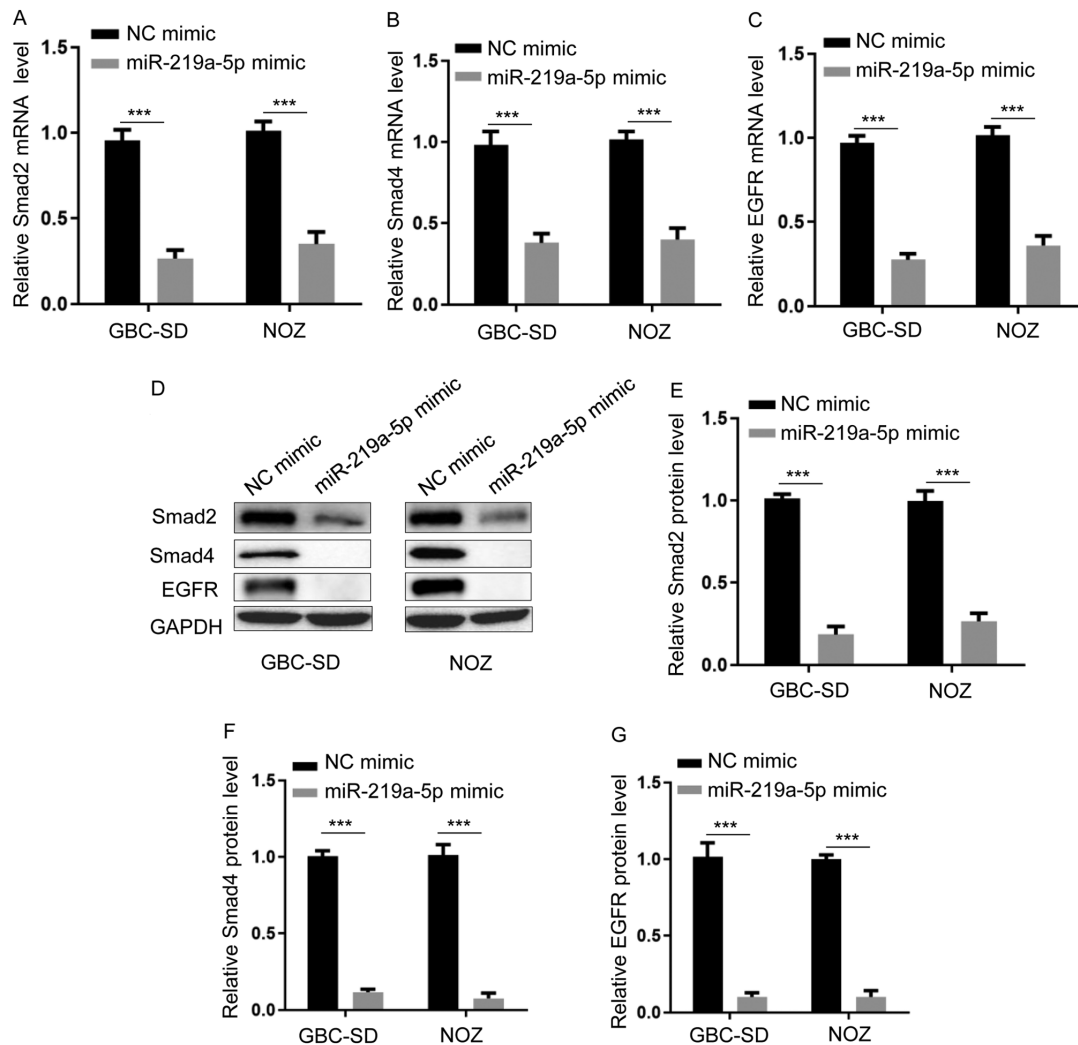 A
NC mimic
miR-219a-5p mimic
Relative Smad2 mRNA level
1.5
1.0
0.5
0.0
***
***
GBC-SD
NOZ
B
NC mimic
miR-219a-5p mimic
Relative Smad4 mRNA level
1.5
1.0
0.5
0.0
***
***
GBC-SD
NOZ
C
NC mimic
miR-219a-5p mimic
Relative EGFR mRNA level
1.5
1.0
0.5
0.0
***
***
GBC-SD
NOZ
D
NC mimic
miR-219a-5p mimic
NC mimic
miR-219a-5p mimic
Smad2
Smad4
EGFR
GAPDH
GBC-SD
NOZ
E
NC mimic
miR-219a-5p mimic
Relative Smad2 protein level
1.5
1.0
0.5
0.0
***
***
GBC-SD
NOZ
F
NC mimic
miR-219a-5p mimic
Relative Smad4 protein level
1.5
1.0
0.5
0.0
***
***
GBC-SD
NOZ
G
NC mimic
miR-219a-5p mimic
Relative EGFR protein level
1.5
1.0
0.5
0.0
***
***
GBC-SD
NOZ